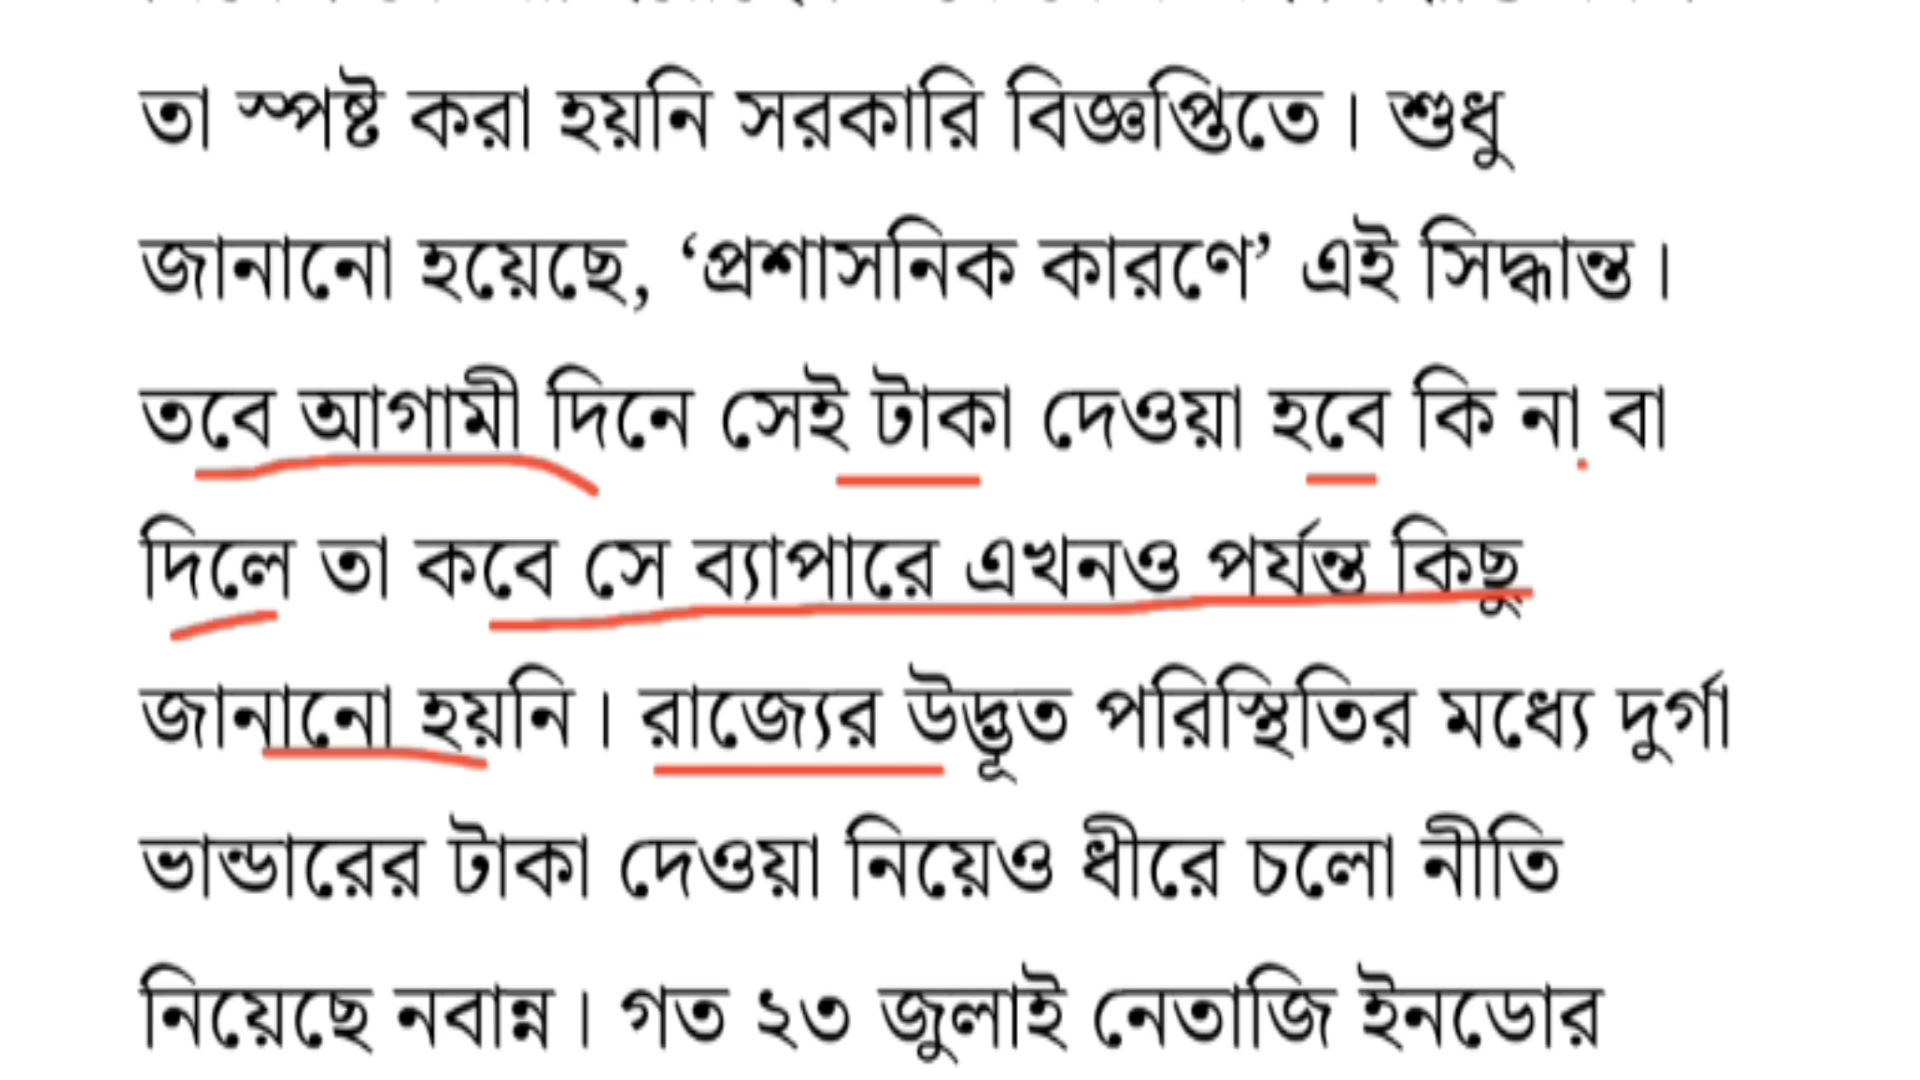 তা স্পষ্ট করা হয়নি সরকারি বিজ্ঞপ্তিতে। শুধু
জানানো হয়েছে, ‘প্রশাসনিক কারণে’ এই সিদ্ধান্ত।
তবে আগামী দিনে সেই টাকা দেওয়া হবে কি না বা
দিলে তা কবে সে ব্যাপারে এখনও পর্যন্ত কিছু
জানানো হয়নি। রাজ্যের উদ্ভূত পরিস্থিতির মধ্যে দুর্গা
ভান্ডারের টাকা দেওয়া নিয়েও ধীরে চলো নীতি
নিয়েছে নবান্ন। গত ২৩ জুলাই নেতাজি ইনডোর